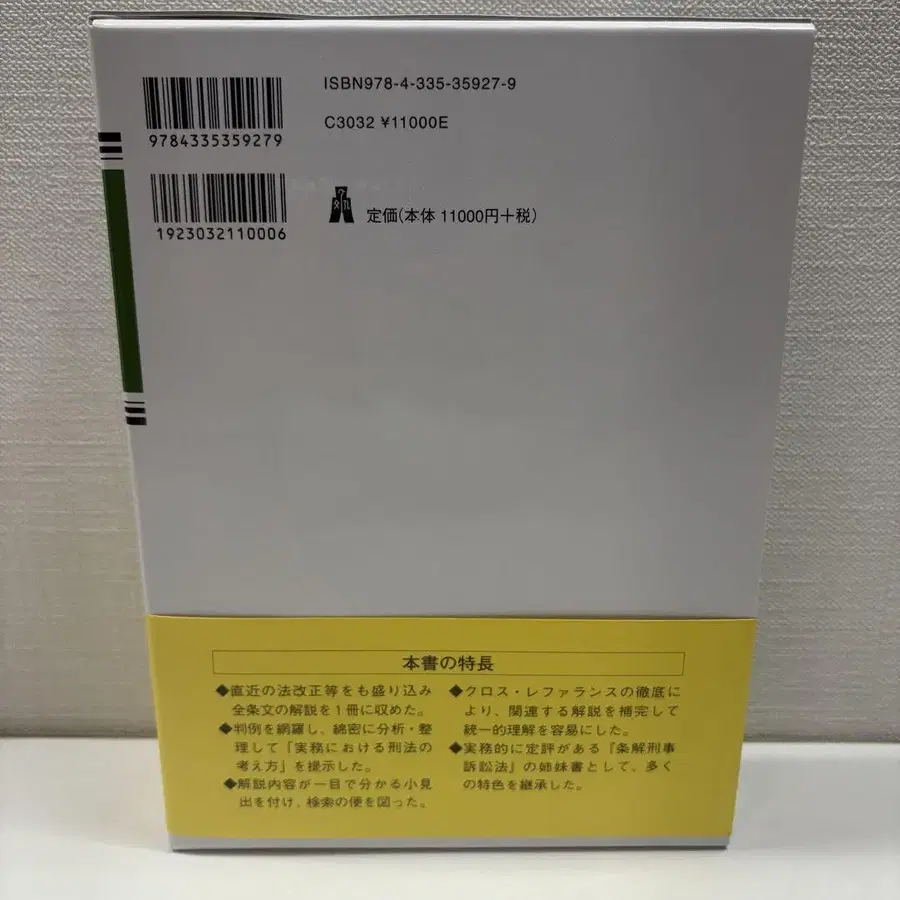 ISBN978-4-335-35927-9
C3032 ¥11000E
9784335359279
1923032110006
定価(本体 11000円+税)
本書の特長
◆直近の法改正等をも盛り込み
全条文の解説を1冊に収めた。
◆判例を網羅し、綿密に分析・整
理して「実務における刑法の
考え方」を提示した。
◆解説内容が一目で分かる小見
出を付け、検索の便を図った。
◆クロス・レファランスの徹底に
より、関連する解説を補完して
統一的理解を容易にした。
◆実務的に定評がある『条解刑事
訴訟法』の姉妹書として、多く
の特色を継承した。